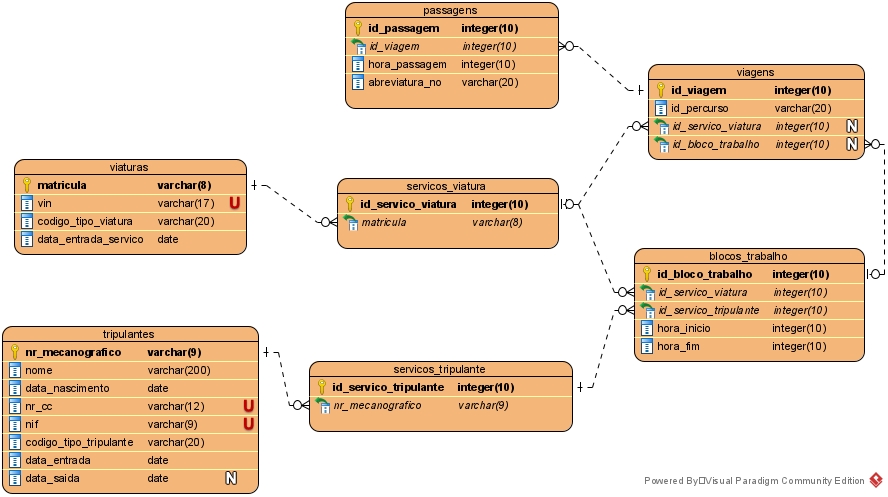 passagens
id_passagem integer(10)
id_viagem integer(10)
hora_passagem integer(10)
abreviatura_no varchar(20)
viagens
id_viagem integer(10)
id_percurso varchar(20)
id_servico_viatura integer(10) N
id_bloco_trabalho integer(10) N
viaturas
matricula varchar(8)
vin varchar(17) U
codigo_tipo_viatura varchar(20)
data_entrada_servico date
servicos_viatura
id_servico_viatura integer(10)
matricula varchar(8)
blocos_trabalho
id_bloco_trabalho integer(10)
id_servico_viatura integer(10)
id_servico_tripulante integer(10)
hora_inicio integer(10)
hora_fim integer(10)
tripulantes
nr_mecanografico varchar(9)
nome varchar(200)
data_nascimento date
nr_cc varchar(12) U
nif varchar(9) U
codigo_tipo_tripulante varchar(20)
data_entrada date
data_saida date N
servicos_tripulante
id_servico_tripulante integer(10)
nr_mecanografico varchar(9)
Powered By▯Visual Paradigm Community Edition